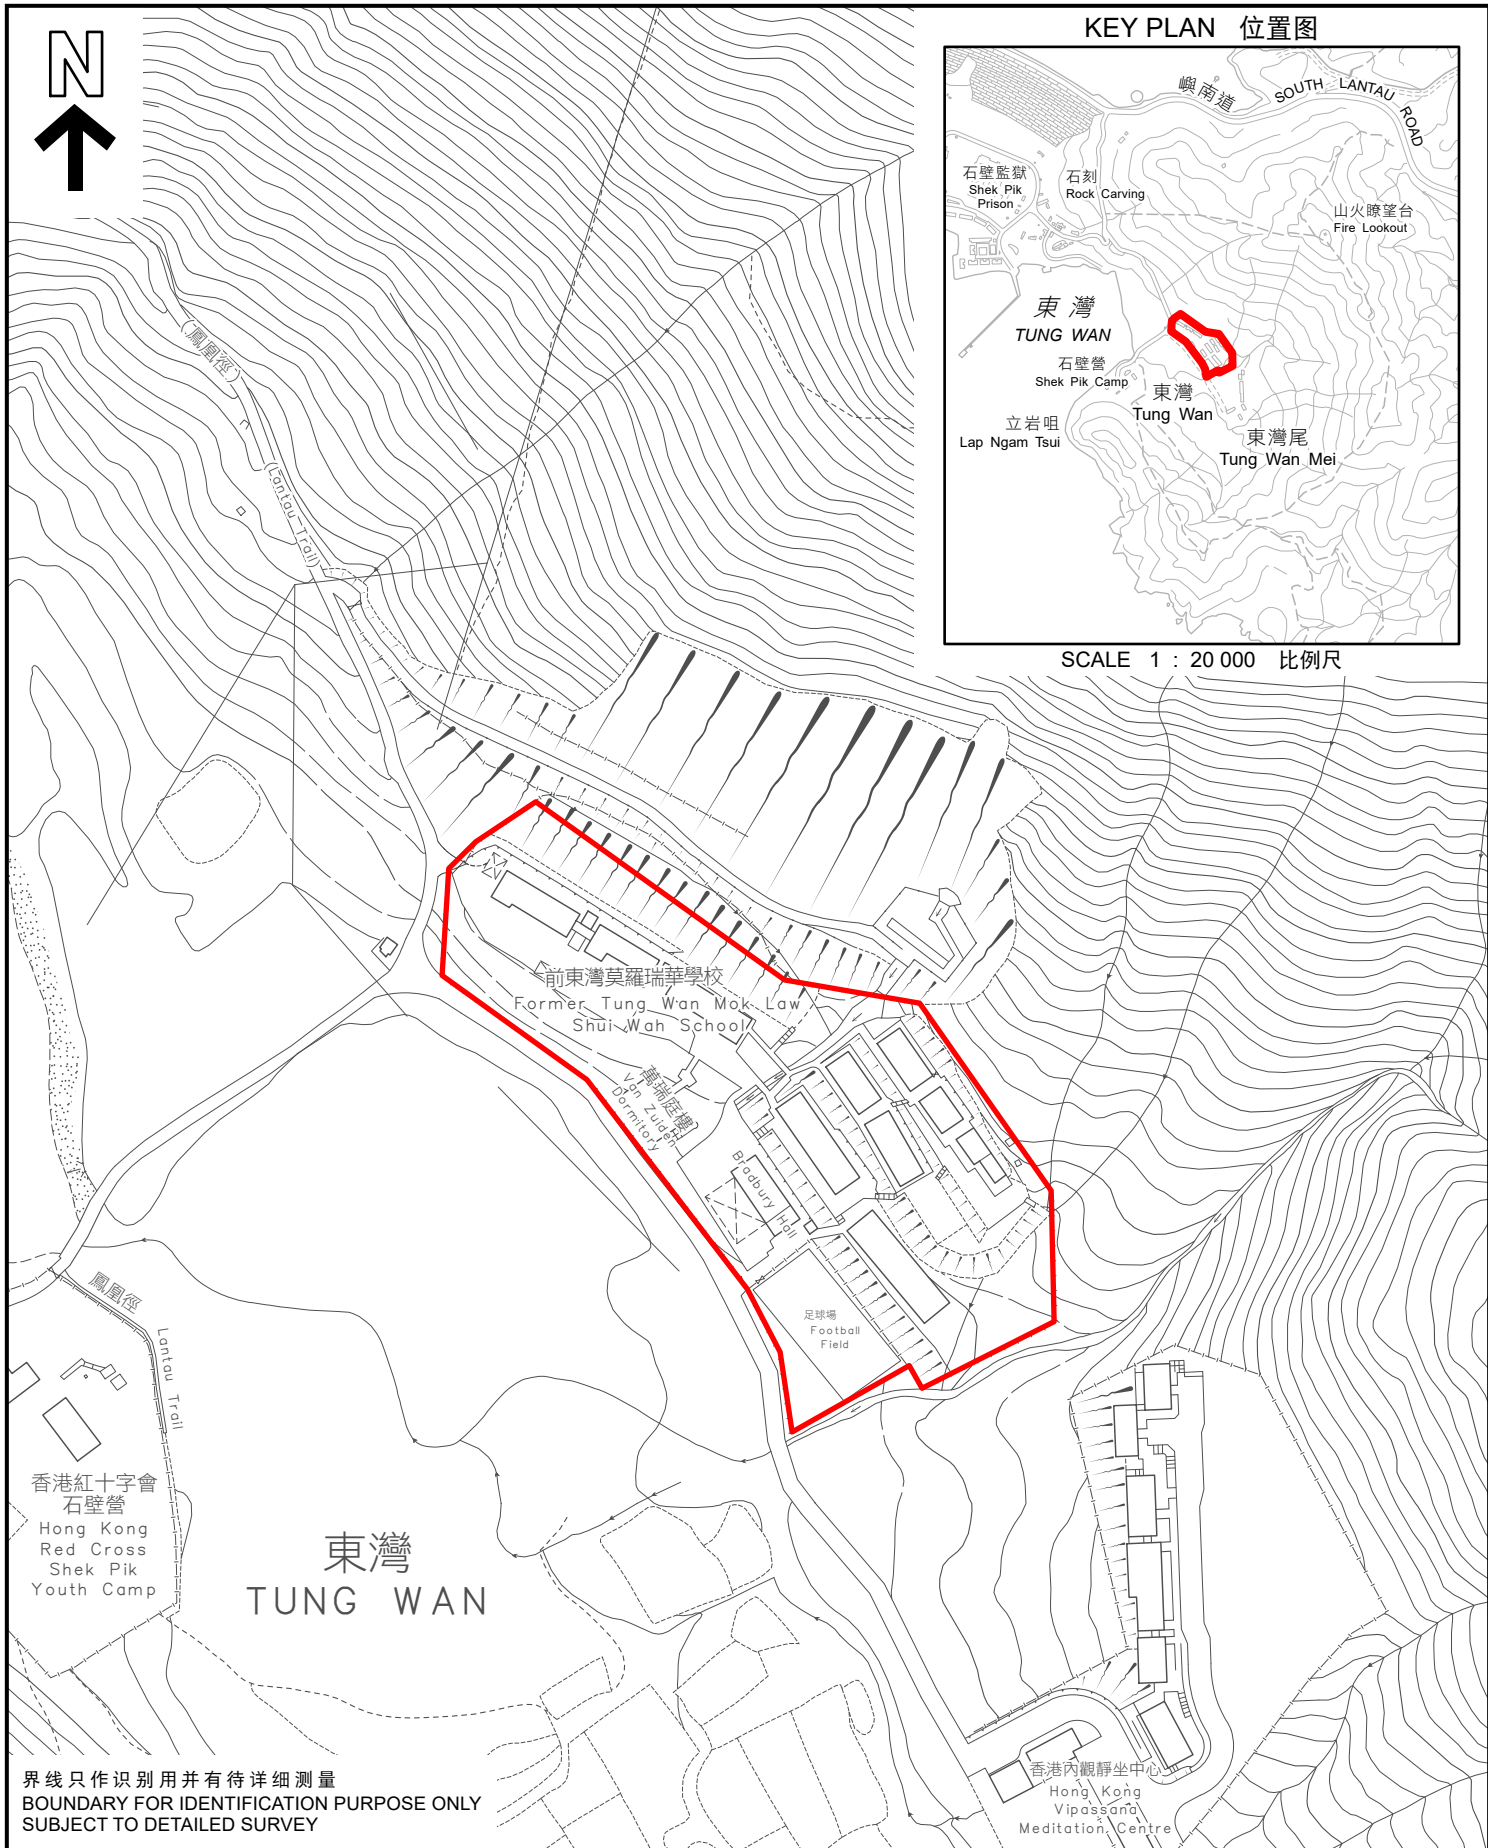 N
KEY PLAN 位置图
嶼南道
SOUTH LANTAU ROAD
石壁監獄
Shek Pik
Prison
石刻
Rock Carving
山火瞭望台
Fire Lookout
東灣
TUNG WAN
石壁營
Shek Pik Camp
東灣
Tung Wan
立岩咀
Lap Ngam Tsui
東灣尾
Tung Wan Mei
SCALE 1 : 20 000 比例尺
(鳳凰徑)
(Lantau Trail)
前東灣莫羅瑞華學校
Former Tung Wan Mok Law
Shui Wah School
萬瑞庭樓
Van Zuiden
Dormitory
Bradbury Hall
足球場
Football
Field
鳳凰徑
Lantau Trail
香港紅十字會
石壁營
Hong Kong
Red Cross
Shek Pik
Youth Camp
東灣
TUNG WAN
香港內觀靜坐中心
Hong Kong
Vipassana
Meditation Centre
界线只作识别用并有待详细测量
BOUNDARY FOR IDENTIFICATION PURPOSE ONLY
SUBJECT TO DETAILED SURVEY